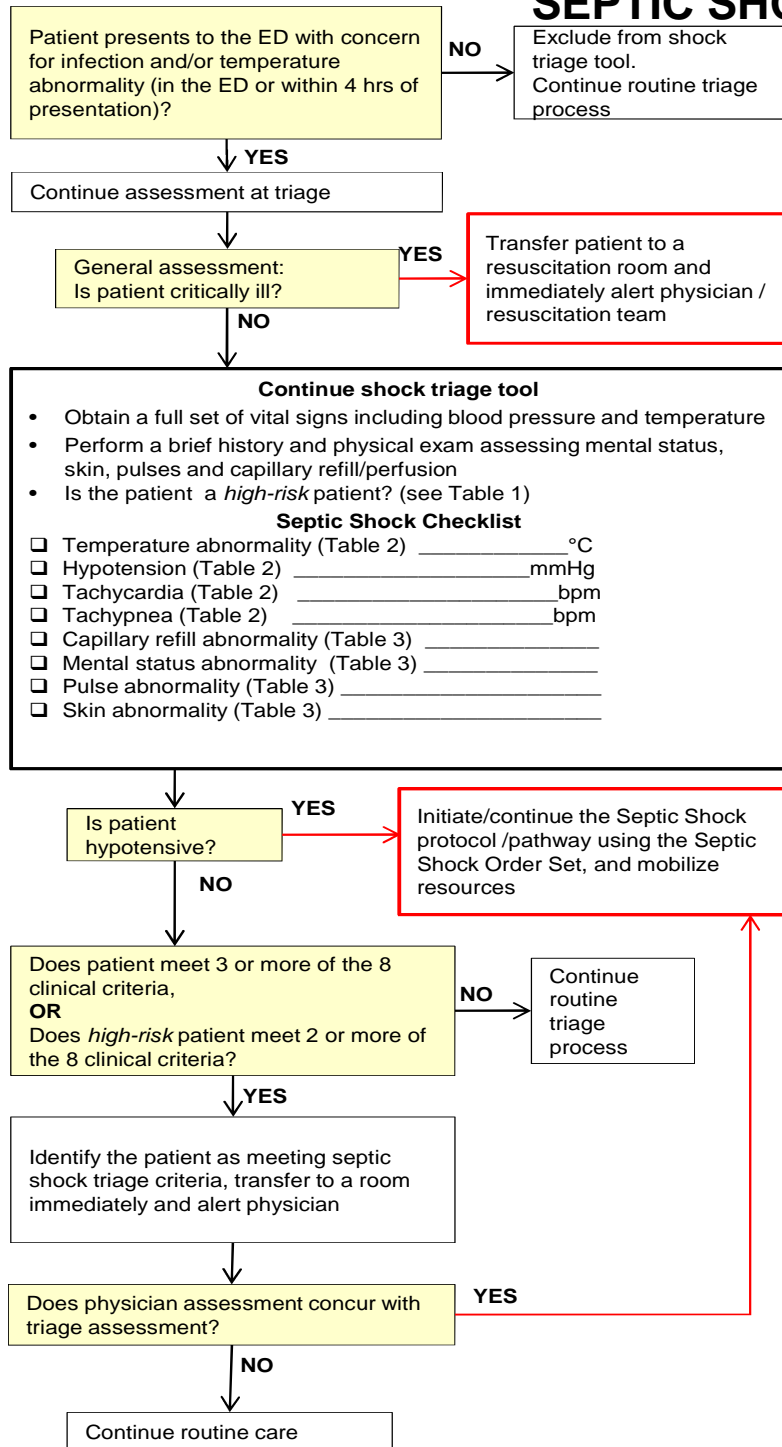 SEPTIC SHO
Patient presents to the ED with concern
for infection and/or temperature
abnormality (in the ED or within 4 hrs of
presentation)?
NO
Exclude from shock
triage tool.
Continue routine triage
process
YES
Continue assessment at triage
General assessment:
Is patient critically ill?
YES
Transfer patient to a
resuscitation room and
immediately alert physician /
resuscitation team
NO
Continue shock triage tool
• Obtain a full set of vital signs including blood pressure and temperature
• Perform a brief history and physical exam assessing mental status,
skin, pulses and capillary refill/perfusion
• Is the patient a high-risk patient? (see Table 1)
Septic Shock Checklist
❑ Temperature abnormality (Table 2) _____________°C
❑ Hypotension (Table 2) ____________________mmHg
❑ Tachycardia (Table 2) ______________________bpm
❑ Tachypnea (Table 2) ______________________bpm
❑ Capillary refill abnormality (Table 3) _______________
❑ Mental status abnormality (Table 3) _______________
❑ Pulse abnormality (Table 3) ______________________
❑ Skin abnormality (Table 3) _______________________
Is patient
hypotensive?
YES
Initiate/continue the Septic Shock
protocol /pathway using the Septic
Shock Order Set, and mobilize
resources
NO
Does patient meet 3 or more of the 8
clinical criteria,
OR
Does high-risk patient meet 2 or more of
the 8 clinical criteria?
NO
Continue
routine
triage
process
YES
Identify the patient as meeting septic
shock triage criteria, transfer to a room
immediately and alert physician
Does physician assessment concur with
triage assessment?
YES
NO
Continue routine care